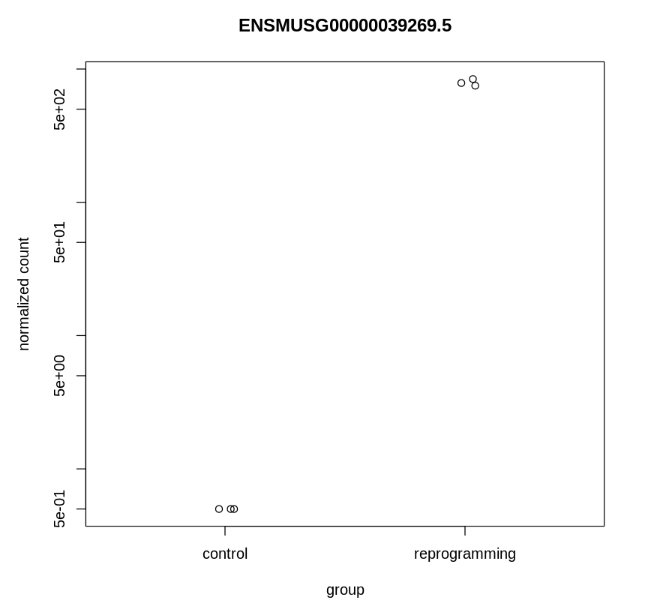 ENSMUSG00000039269.5
normalized count
5e+02
5e+01
5e+00
5e-01
control
reprogramming
group